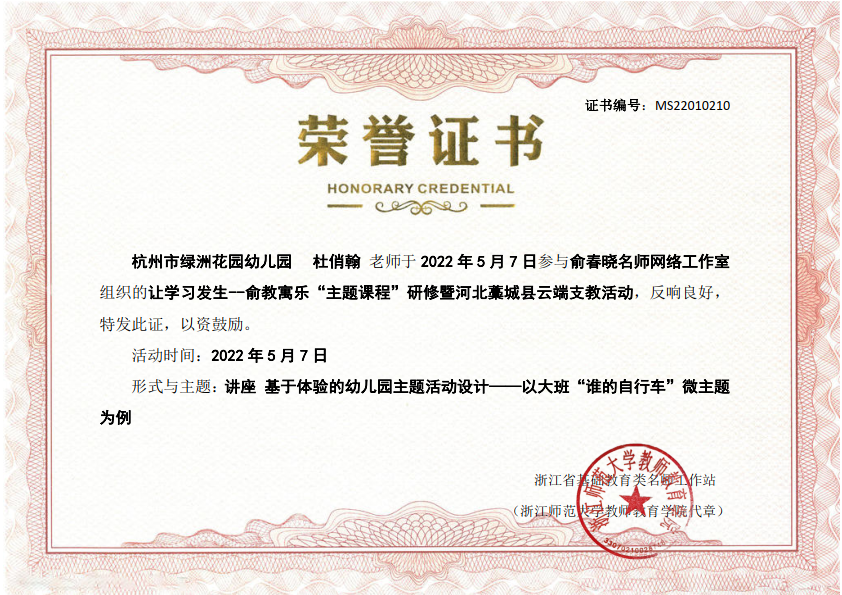 证书编号：MS22010210
荣誉证书
HONORARY CREDENTIAL
杭州市绿洲花园幼儿园 杜俏翰 老师于 2022 年 5 月 7 日参与俞春晓名师网络工作室
组织的让学习发生--俞教寓乐“主题课程”研修暨河北藁城县云端支教活动，反响良好，
特发此证，以资鼓励。
活动时间：2022 年 5 月 7 日
形式与主题：讲座 基于体验的幼儿园主题活动设计——以大班“谁的自行车”微主题
为例
浙江省基础教育类名师工作站
（浙江师范大学教师教育学院代章）
浙江师范大学教师教育学院